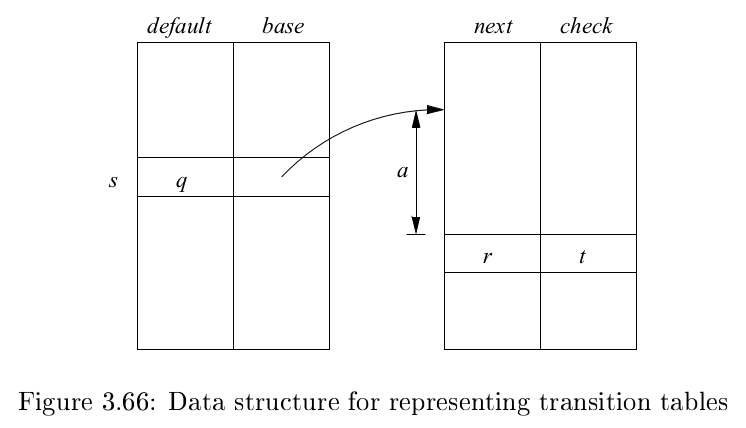 default base next check
a
s q
r t
Figure 3.66: Data structure for representing transition tables